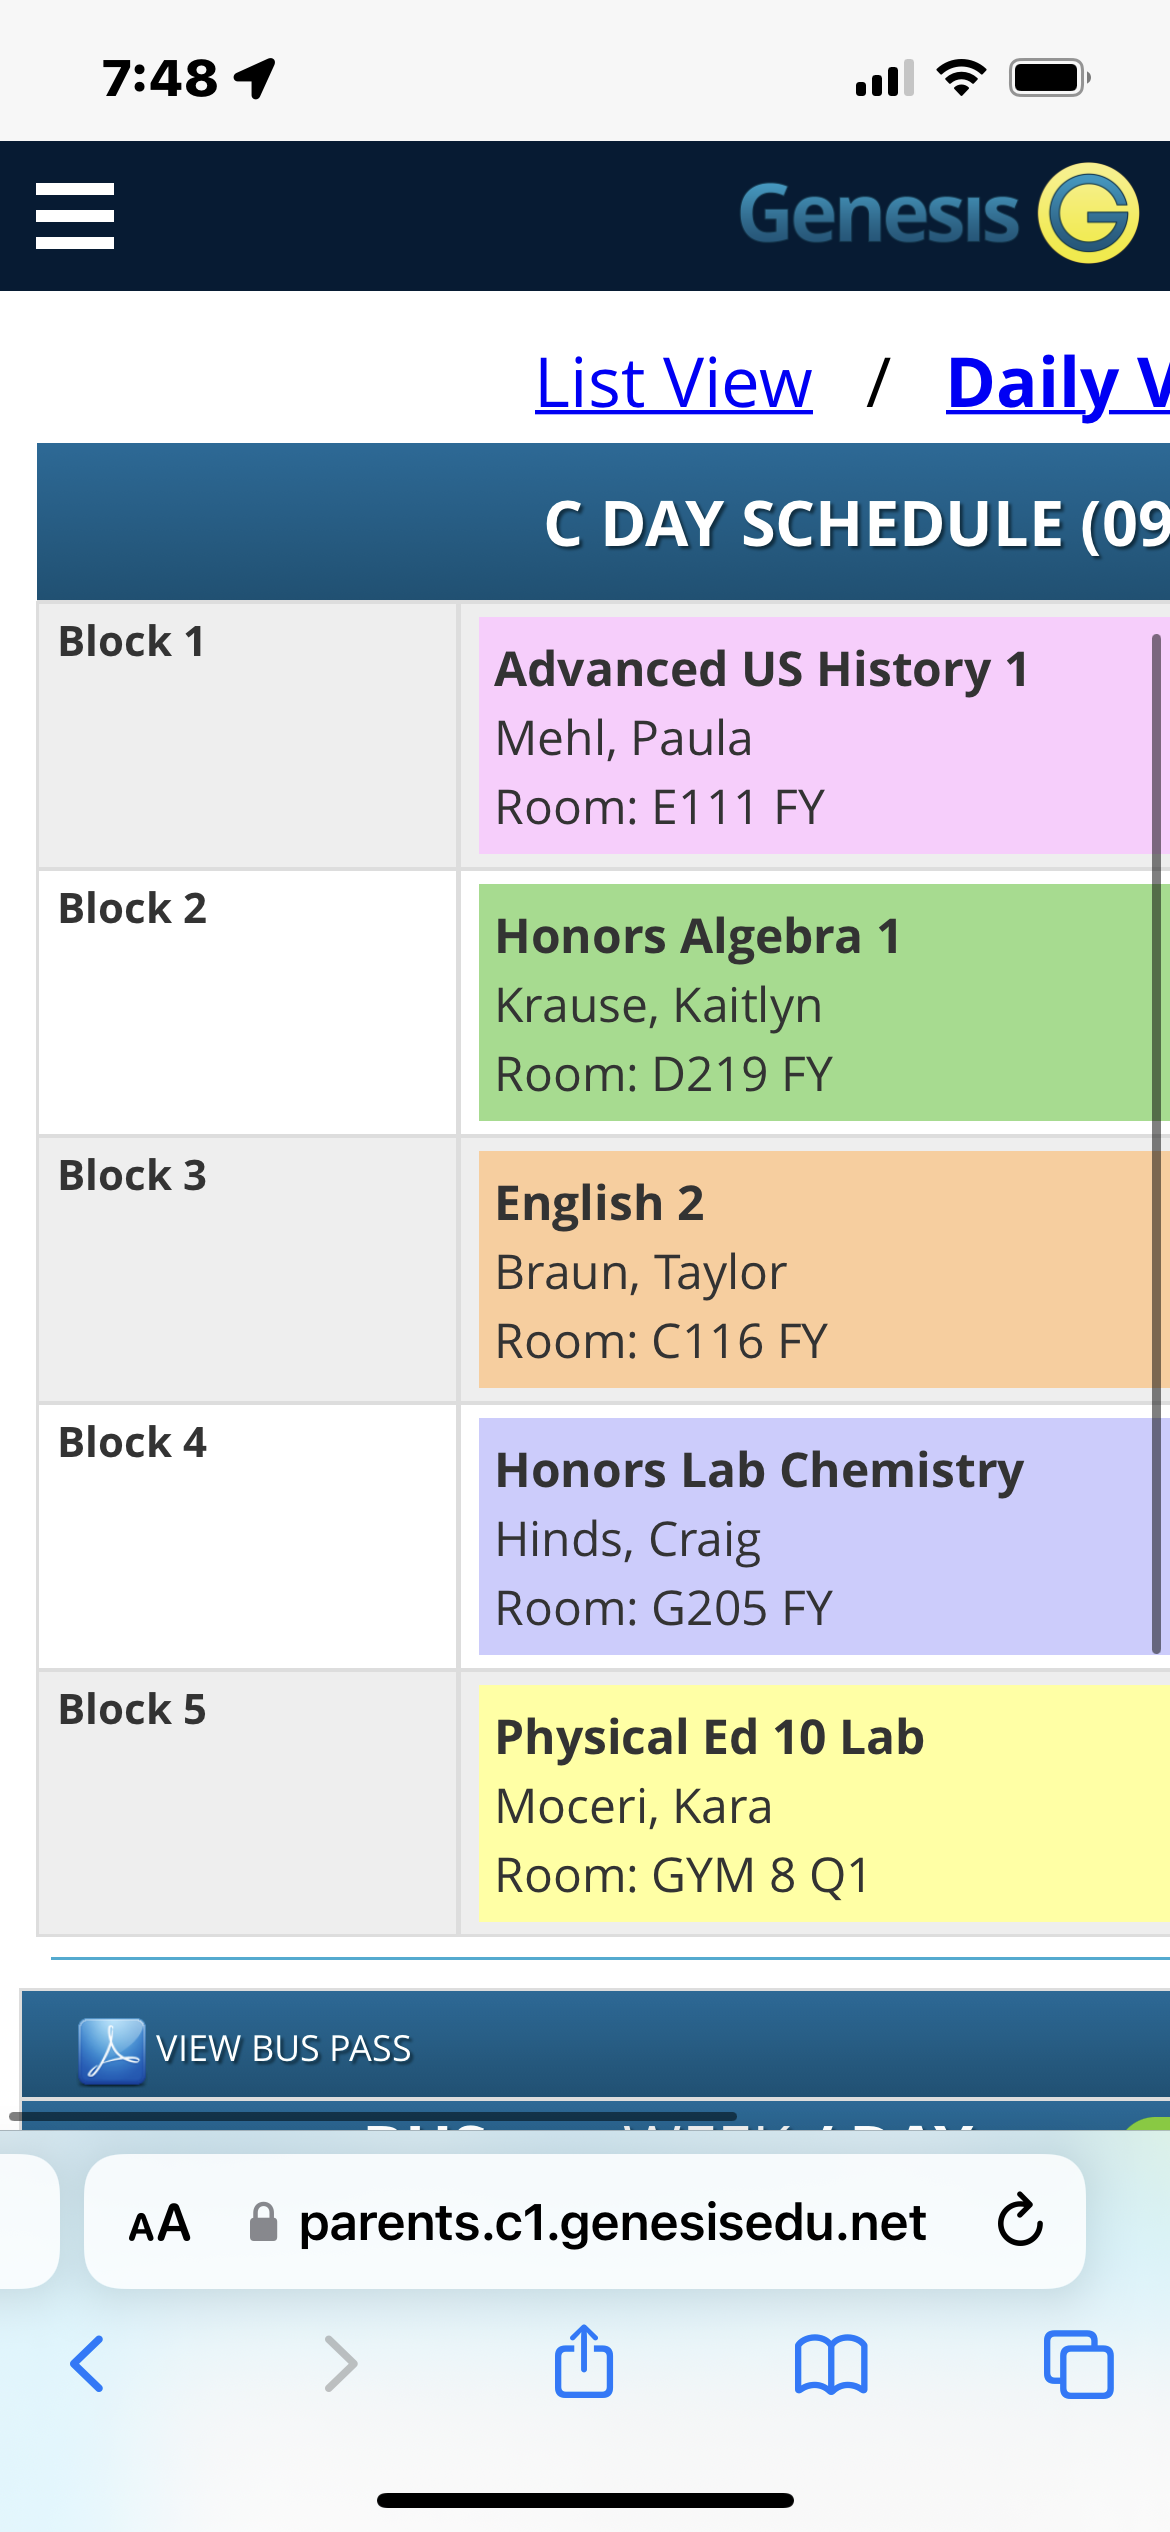 7:48
Genesis G
List View / Daily V
C DAY SCHEDULE (09
Block 1
Advanced US History 1
Mehl, Paula
Room: E111 FY
Block 2
Honors Algebra 1
Krause, Kaitlyn
Room: D219 FY
Block 3
English 2
Braun, Taylor
Room: C116 FY
Block 4
Honors Lab Chemistry
Hinds, Craig
Room: G205 FY
Block 5
Physical Ed 10 Lab
Moceri, Kara
Room: GYM 8 Q1
VIEW BUS PASS
BUS WEEK / DAY
AA parents.c1.genesisedu.net